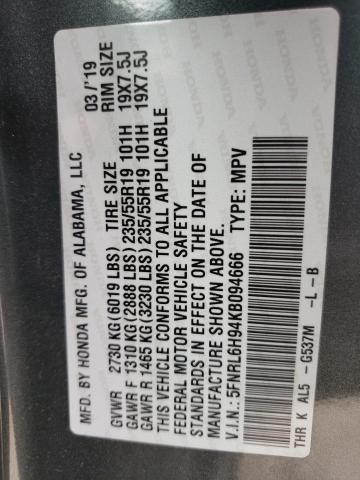 MFD. BY HONDA MFG. OF ALABAMA, LLC 03/'19
GVWR 2730 KG(6019 LBS) TIRE SIZE RIM SIZE
GAWR F 1310 KG(2888 LBS) 235/55R19 101H 19X7.5J
GAWR R 1465 KG(3230 LBS) 235/55R19 101H 19X7.5J
THIS VEHICLE CONFORMS TO ALL APPLICABLE
FEDERAL MOTOR VEHICLE SAFETY
STANDARDS IN EFFECT ON THE DATE OF
MANUFACTURE SHOWN ABOVE.
V.I.N.: 5FNRL6H94KB094666 TYPE: MPV
THR K AL5 - G537M -L -B